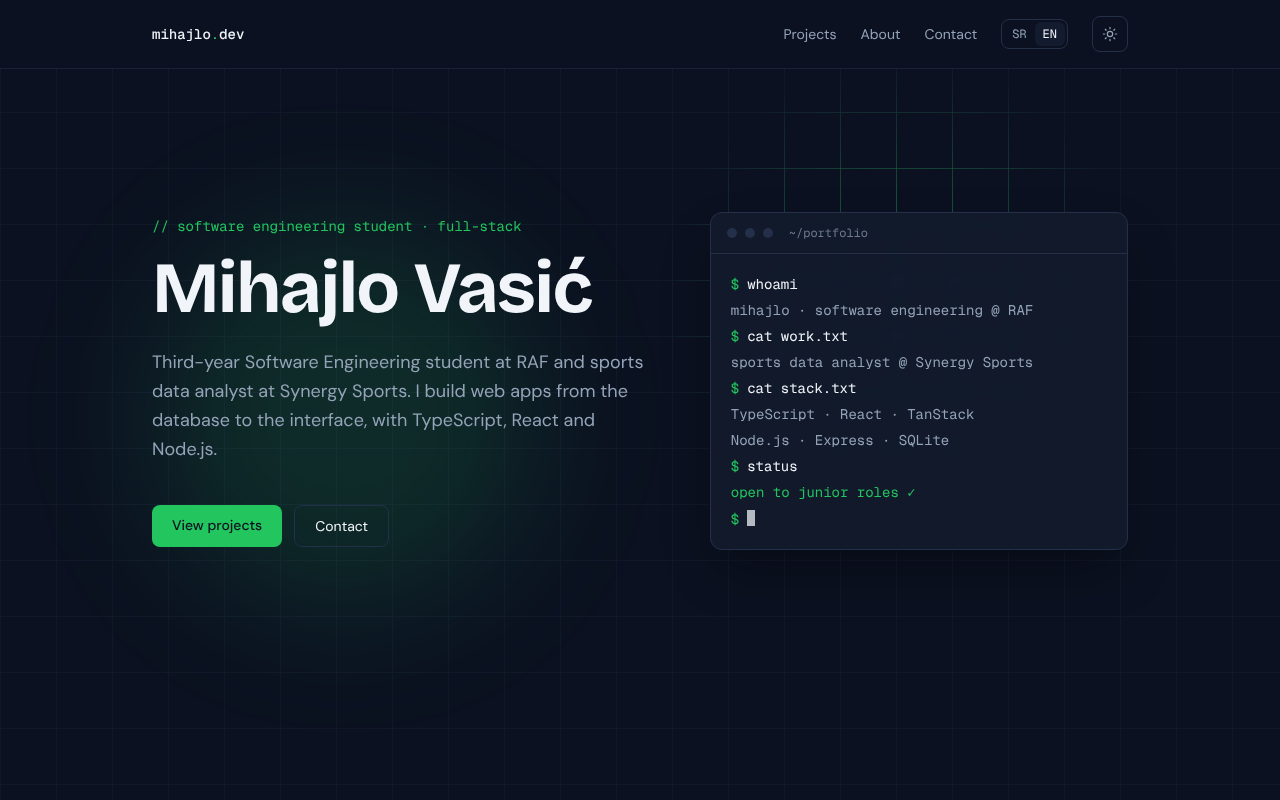 mihajlo.dev
Projects
About
Contact
SR
EN
// software engineering student · full-stack
Mihajlo Vasić
Third-year Software Engineering student at RAF and sports
data analyst at Synergy Sports. I build web apps from the
database to the interface, with TypeScript, React and
Node.js.
View projects
Contact
~/portfolio
$ whoami
mihajlo · software engineering @ RAF
$ cat work.txt
sports data analyst @ Synergy Sports
$ cat stack.txt
TypeScript · React · TanStack
Node.js · Express · SQLite
$ status
open to junior roles ✓
$